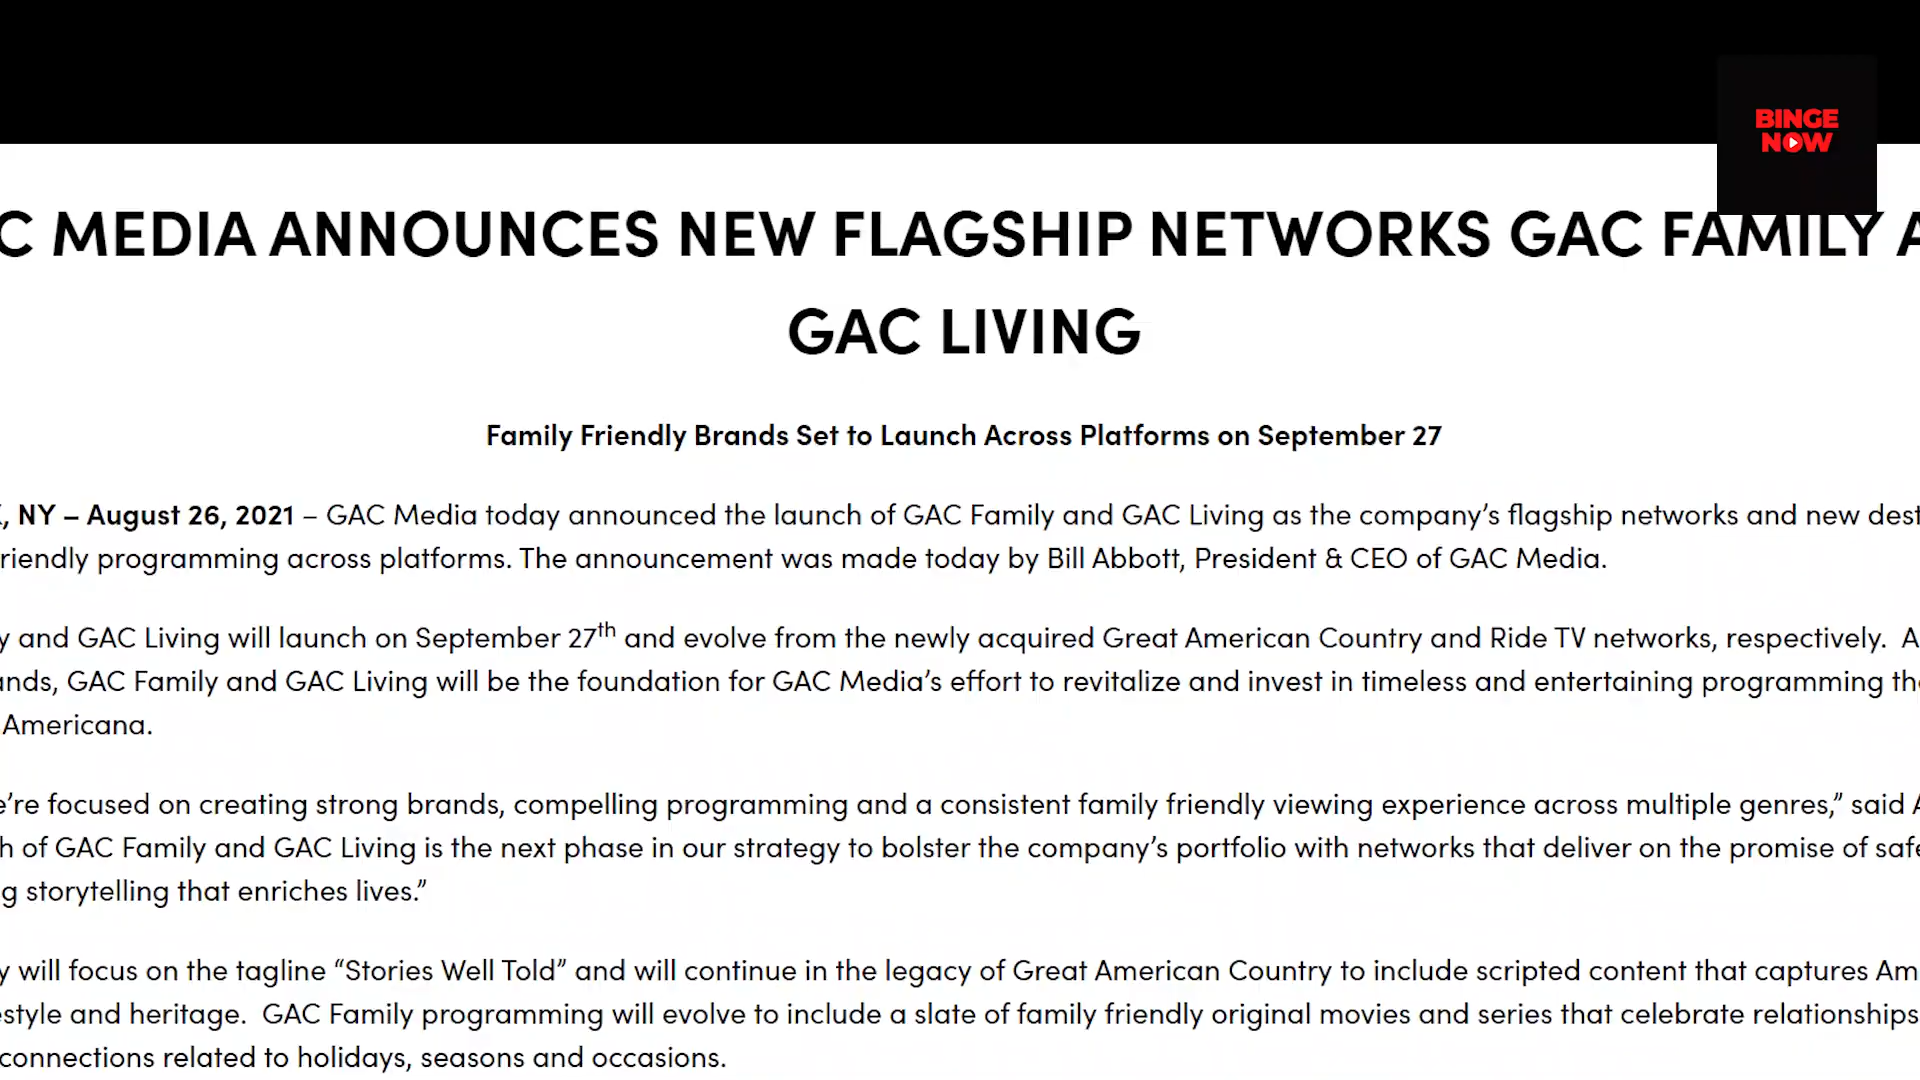 BINGE
NOW
C MEDIA ANNOUNCES NEW FLAGSHIP NETWORKS GAC FAMILY A
GAC LIVING
Family Friendly Brands Set to Launch Across Platforms on September 27
, NY – August 26, 2021 – GAC Media today announced the launch of GAC Family and GAC Living as the company’s flagship networks and new dest
riendly programming across platforms. The announcement was made today by Bill Abbott, President & CEO of GAC Media.
y and GAC Living will launch on September 27th and evolve from the newly acquired Great American Country and Ride TV networks, respectively. A
ands, GAC Family and GAC Living will be the foundation for GAC Media’s effort to revitalize and invest in timeless and entertaining programming th
Americana.
e’re focused on creating strong brands, compelling programming and a consistent family friendly viewing experience across multiple genres,” said A
h of GAC Family and GAC Living is the next phase in our strategy to bolster the company’s portfolio with networks that deliver on the promise of safe
g storytelling that enriches lives.”
y will focus on the tagline “Stories Well Told” and will continue in the legacy of Great American Country to include scripted content that captures Am
estyle and heritage. GAC Family programming will evolve to include a slate of family friendly original movies and series that celebrate relationships
connections related to holidays, seasons and occasions.